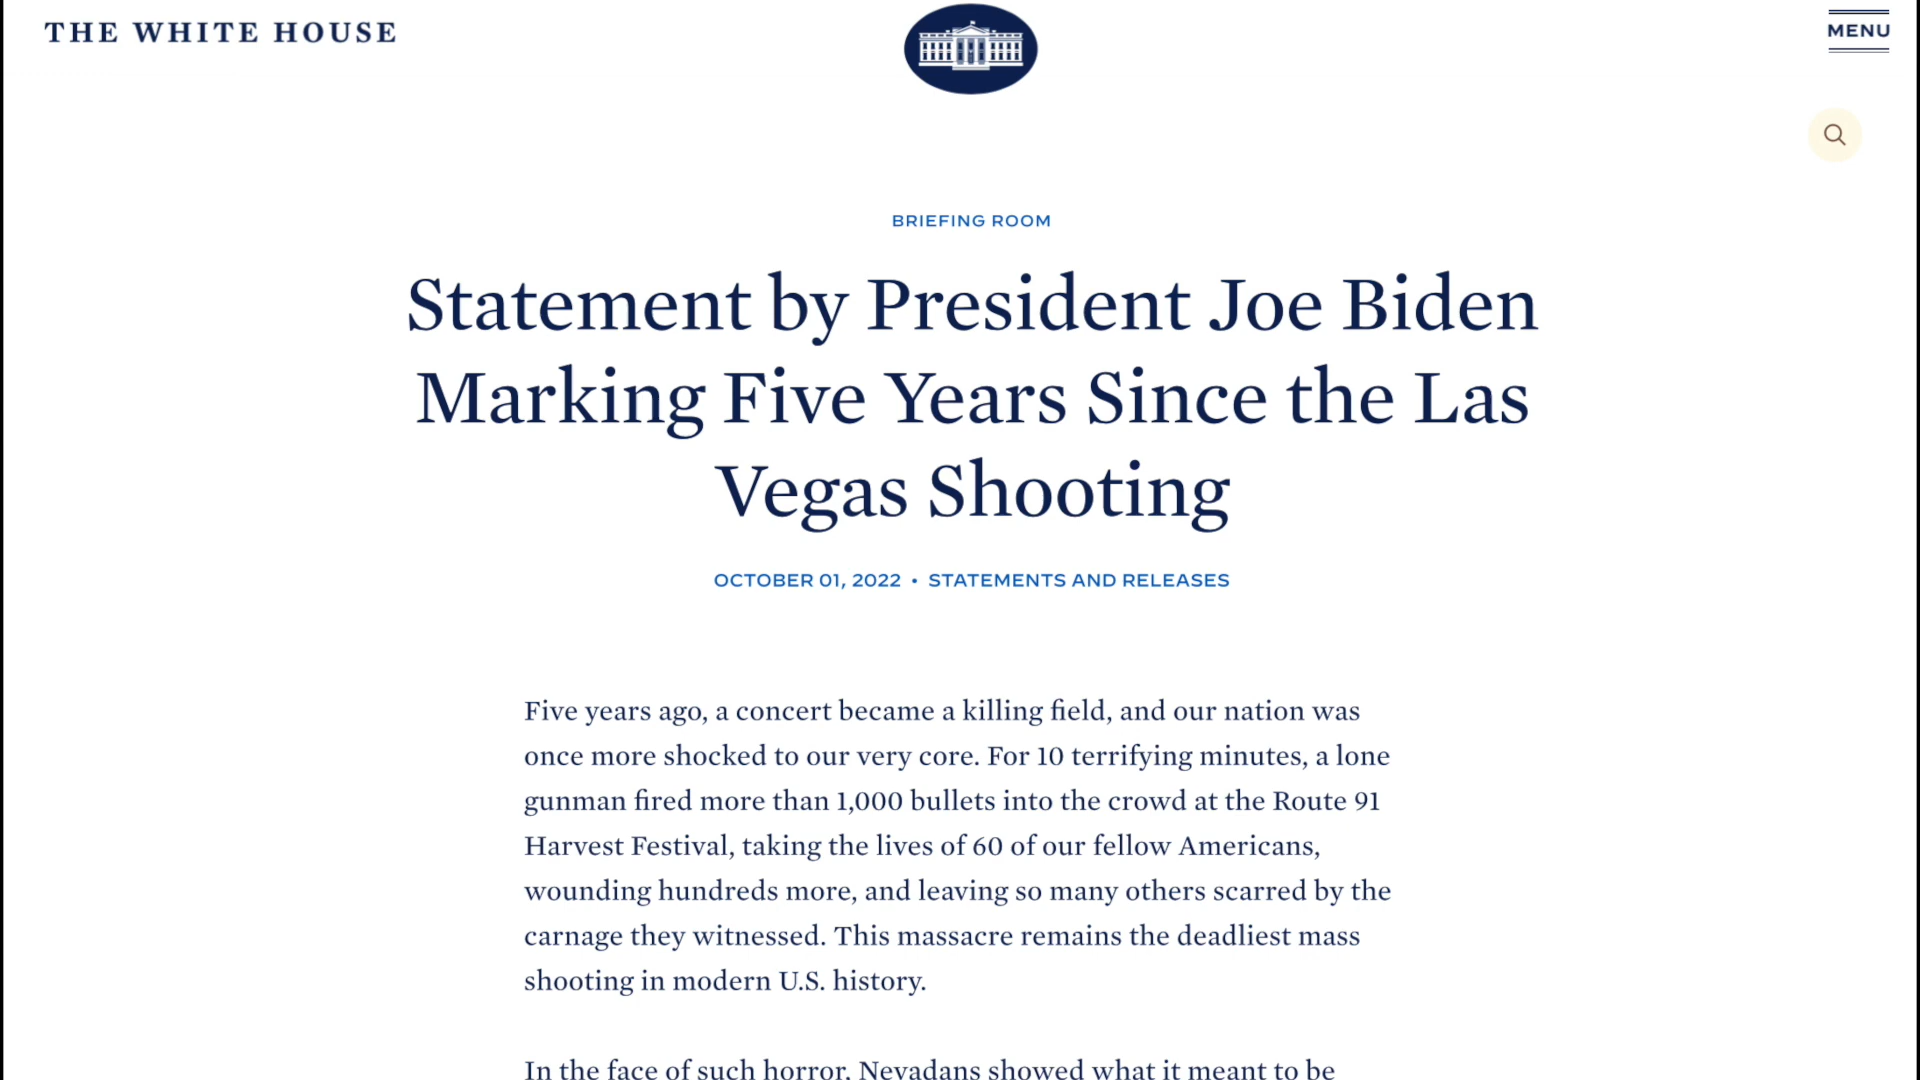 THE WHITE HOUSE
MENU
BRIEFING ROOM
Statement by President Joe Biden
Marking Five Years Since the Las
Vegas Shooting
OCTOBER 01, 2022 • STATEMENTS AND RELEASES
Five years ago, a concert became a killing field, and our nation was
once more shocked to our very core. For 10 terrifying minutes, a lone
gunman fired more than 1,000 bullets into the crowd at the Route 91
Harvest Festival, taking the lives of 60 of our fellow Americans,
wounding hundreds more, and leaving so many others scarred by the
carnage they witnessed. This massacre remains the deadliest mass
shooting in modern U.S. history.
In the face of such horror, Nevadans showed what it meant to be